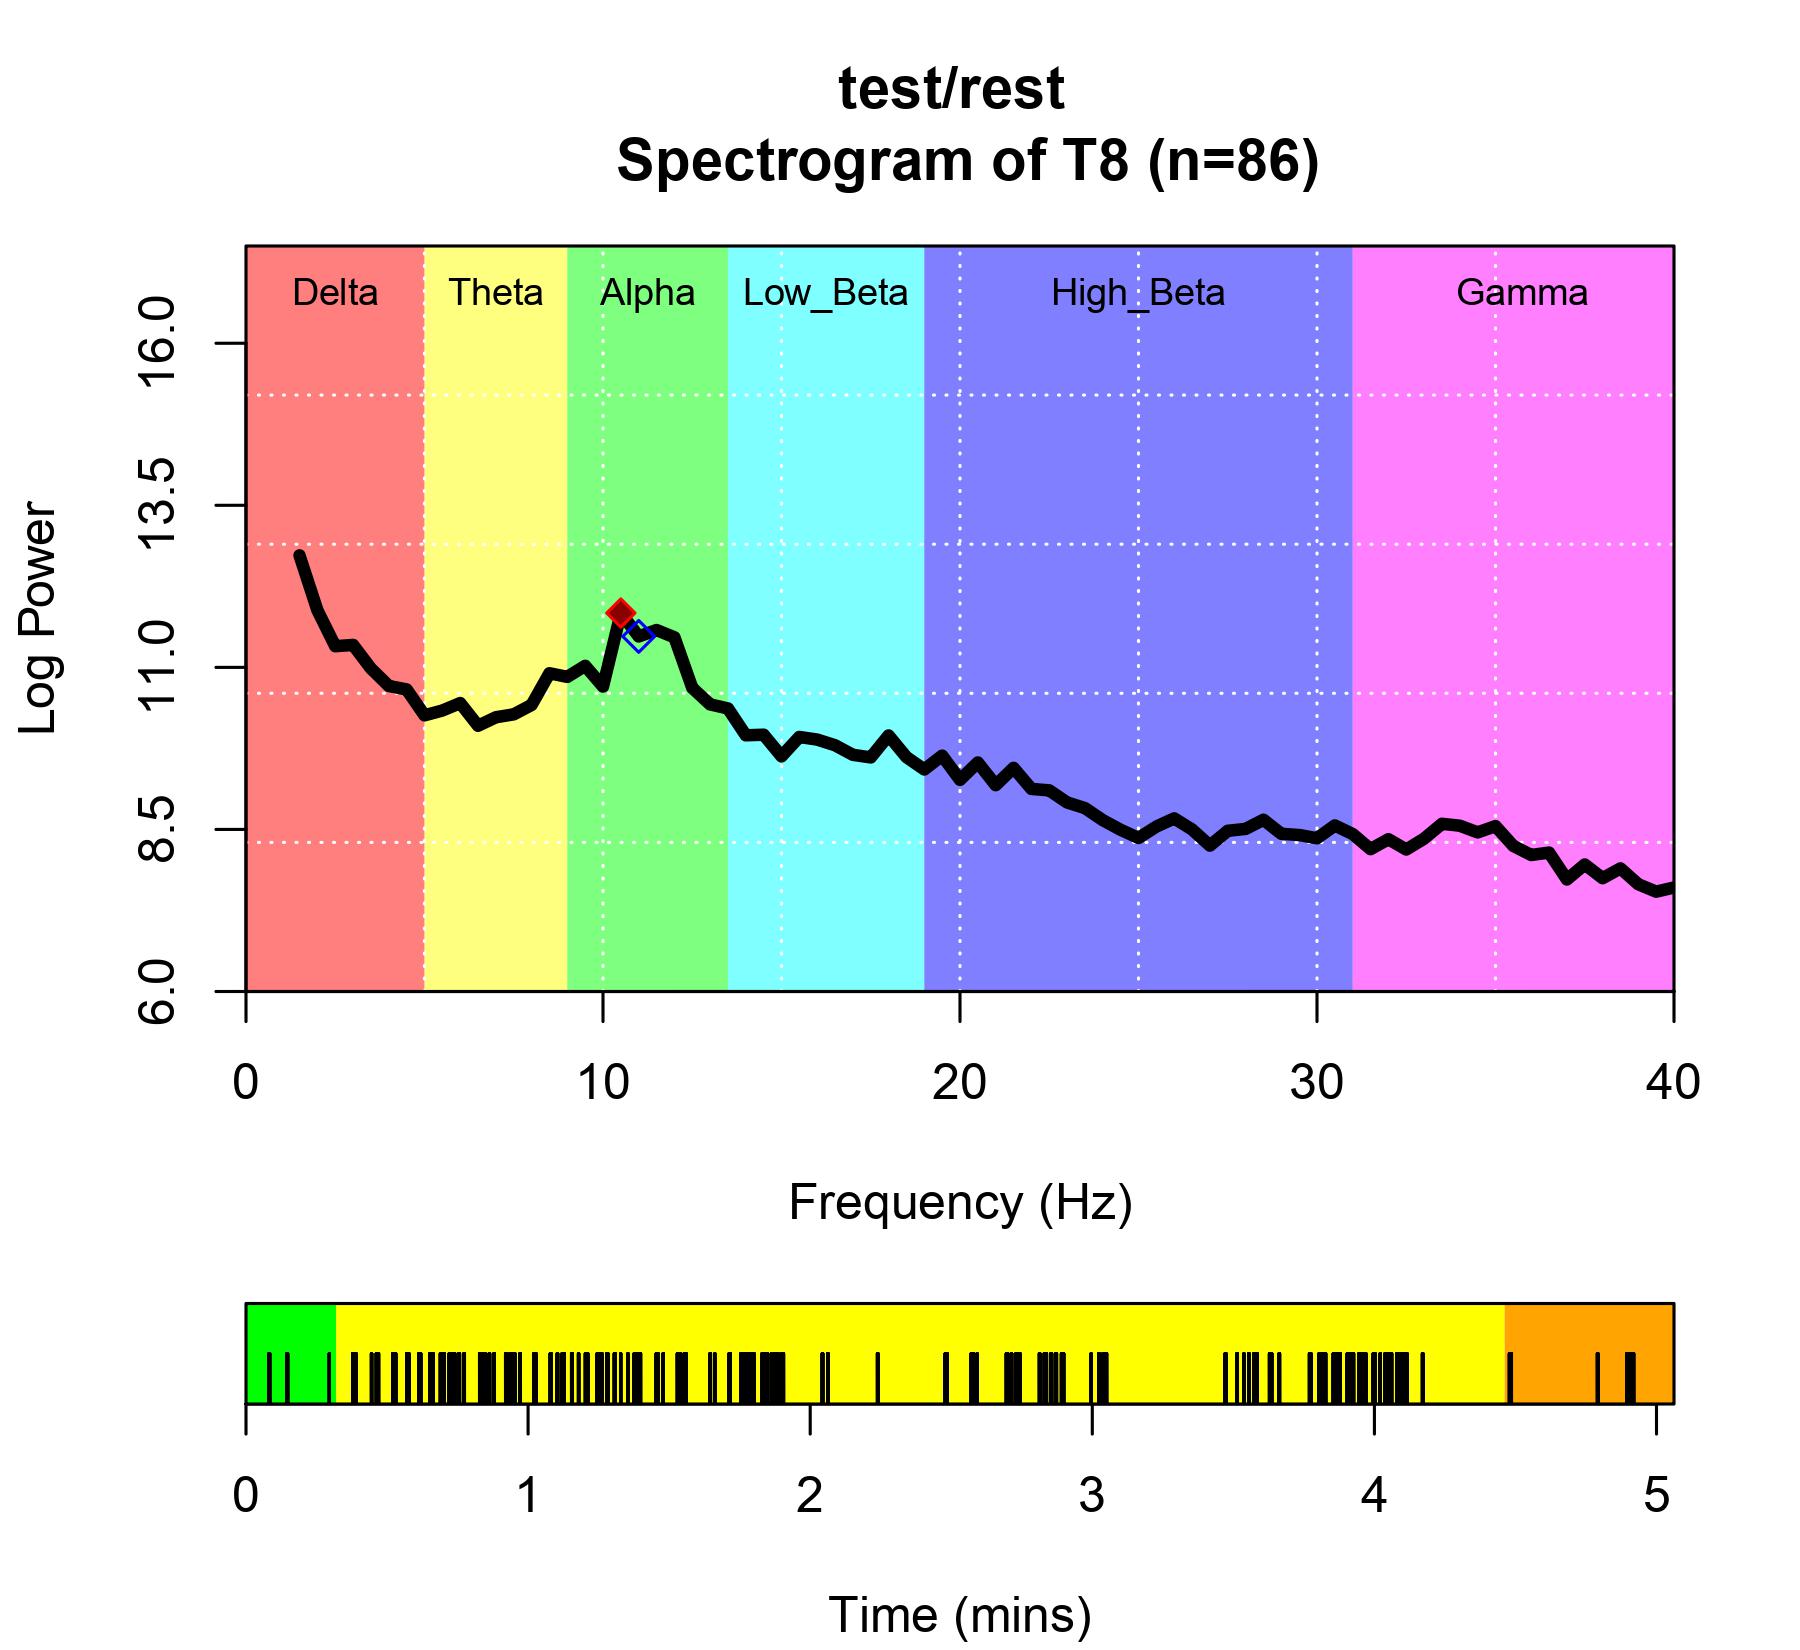 test/rest
Spectrogram of T8 (n=86)
Delta Theta Alpha Low_Beta High_Beta Gamma
Log Power
16.0
13.5
11.0
8.5
6.0
0 10 20 30 40
Frequency (Hz)
0 1 2 3 4 5
Time (mins)